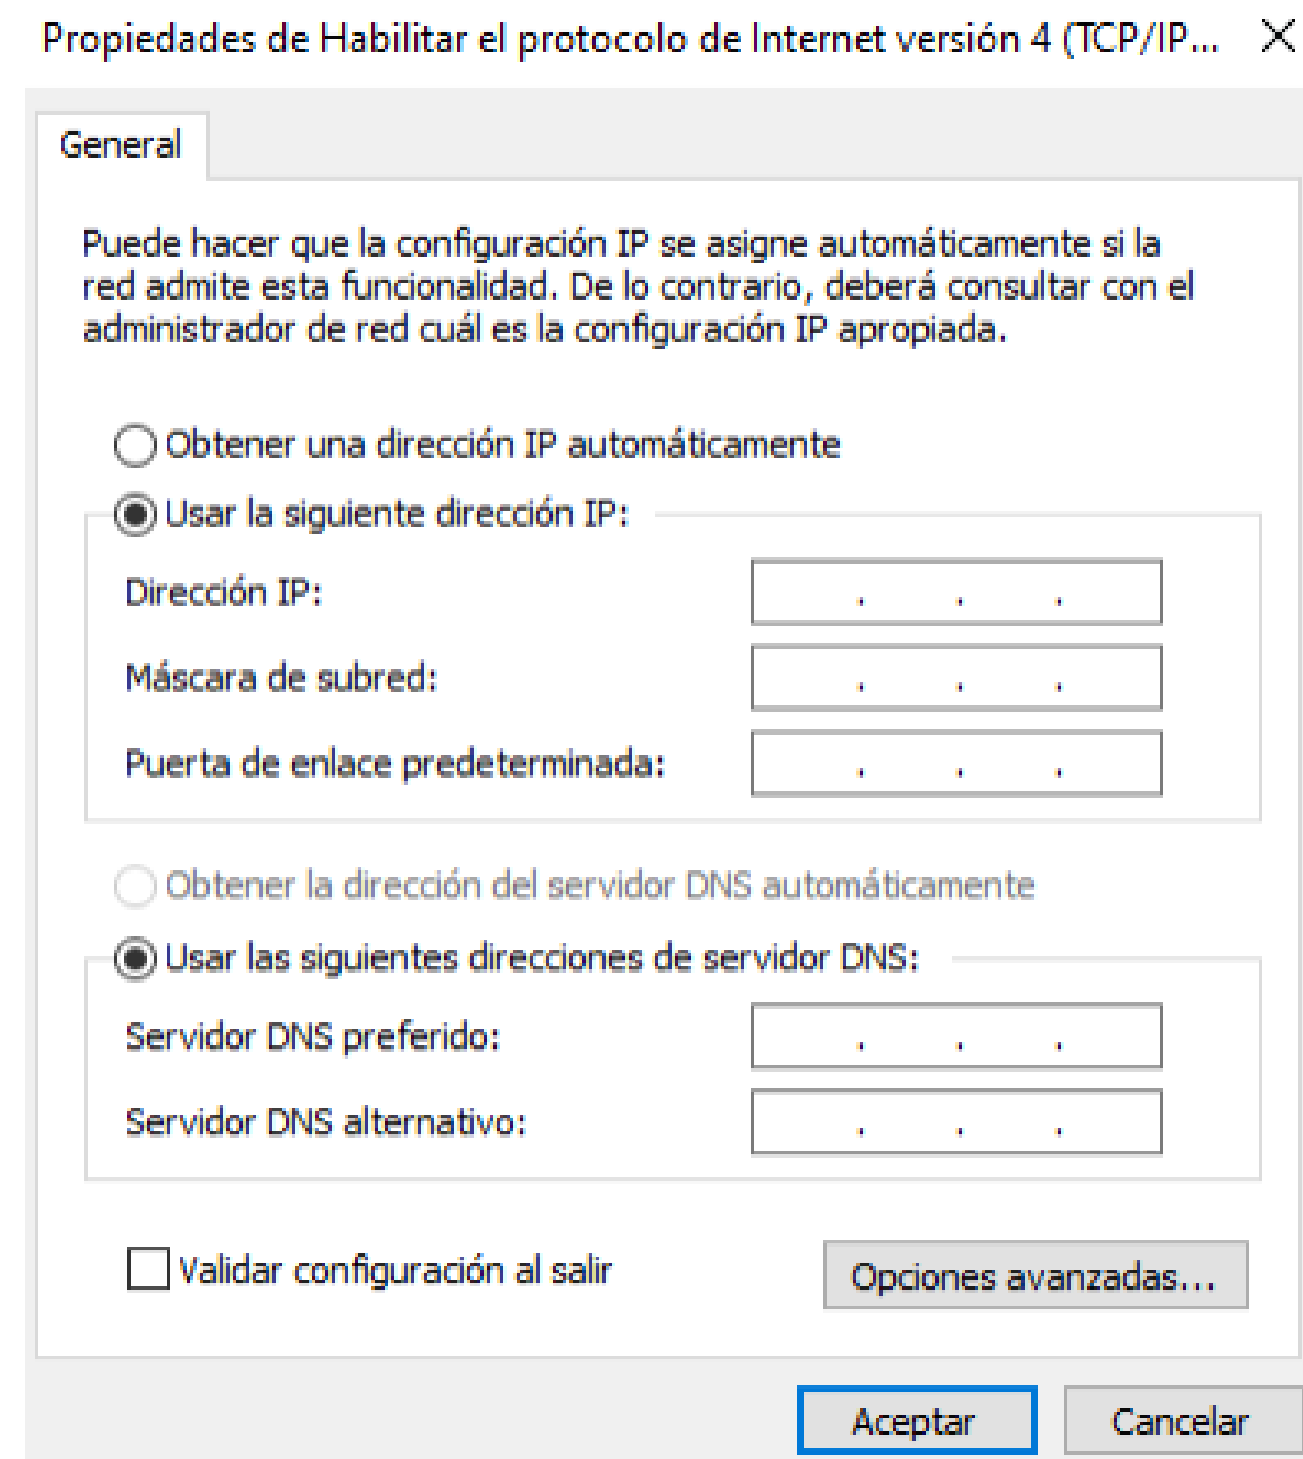 Propiedades de Habilitar el protocolo de Internet versión 4 (TCP/IP...
General
Puede hacer que la configuración IP se asigne automáticamente si la
red admite esta funcionalidad. De lo contrario, deberá consultar con el
administrador de red cuál es la configuración IP apropiada.
Obtener una dirección IP automáticamente
Usar la siguiente dirección IP:
Dirección IP: . . .
Máscara de subred: . . .
Puerta de enlace predeterminada: . . .
Obtener la dirección del servidor DNS automáticamente
Usar las siguientes direcciones de servidor DNS:
Servidor DNS preferido: . . .
Servidor DNS alternativo: . . .
Validar configuración al salir
Opciones avanzadas...
Aceptar
Cancelar